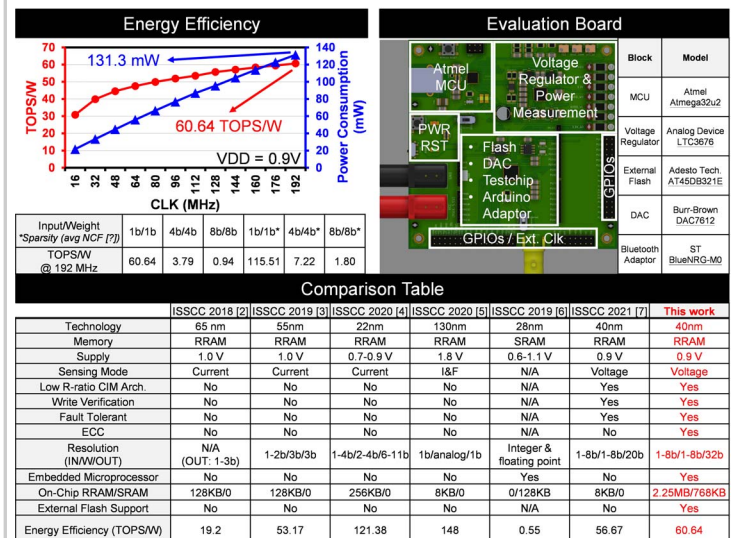 Energy Efficiency
70
60
50
40
30
20
10
0
TOPS/W
140
120
100
80
60
40
20
0
Power Consumption
(mW)
131.3 mW
60.64 TOPS/W
VDD = 0.9V
16 32 48 64 80 96 112 128 144 160 176 192
CLK (MHz)
Input/Weight *Sparsity (avg NCF [?]) 1b/1b 4b/4b 8b/8b 1b/1b* 4b/4b* 8b/8b*
TOPS/W @ 192 MHz 60.64 3.79 0.94 115.51 7.22 1.80
Evaluation Board
Atmel
MCU
Voltage
Regulator &
Power
Measurement
PWR
RST
• Flash
• DAC
• Testchip
• Arduino
Adaptor
GPIOs
GPIOs / Ext. Clk
Block Model
MCU Atmel Atmega32u2
Voltage Regulator Analog Device LTC3676
External Flash Adesto Tech. AT45DB321E
DAC Burr-Brown DAC7612
Bluetooth Adaptor ST BlueNRG-M0
Comparison Table
ISSCC 2018 [2] ISSCC 2019 [3] ISSCC 2020 [4] ISSCC 2020 [5] ISSCC 2019 [6] ISSCC 2021 [7] This work
Technology 65 nm 55nm 22nm 130nm 28nm 40nm 40nm
Memory RRAM RRAM RRAM RRAM SRAM RRAM RRAM
Supply 1.0 V 1.0 V 0.7-0.9 V 1.8 V 0.6-1.1 V 0.9 V 0.9 V
Sensing Mode Current Current Current I&F N/A Voltage Voltage
Low R-ratio CIM Arch. No No No No N/A Yes Yes
Write Verification No No No No N/A Yes Yes
Fault Tolerant No No No No N/A Yes Yes
ECC No No No No N/A No Yes
Resolution (IN/W/OUT) N/A (OUT: 1-3b) 1-2b/3b/3b 1-4b/2-4b/6-11b 1b/analog/1b Integer & floating point 1-8b/1-8b/20b 1-8b/1-8b/32b
Embedded Microprocessor No No No No Yes No Yes
On-Chip RRAM/SRAM 128KB/0 128KB/0 256KB/0 8KB/0 0/128KB 8KB/0 2.25MB/768KB
External Flash Support No No No No N/A No Yes
Energy Efficiency (TOPS/W) 19.2 53.17 121.38 148 0.55 56.67 60.64